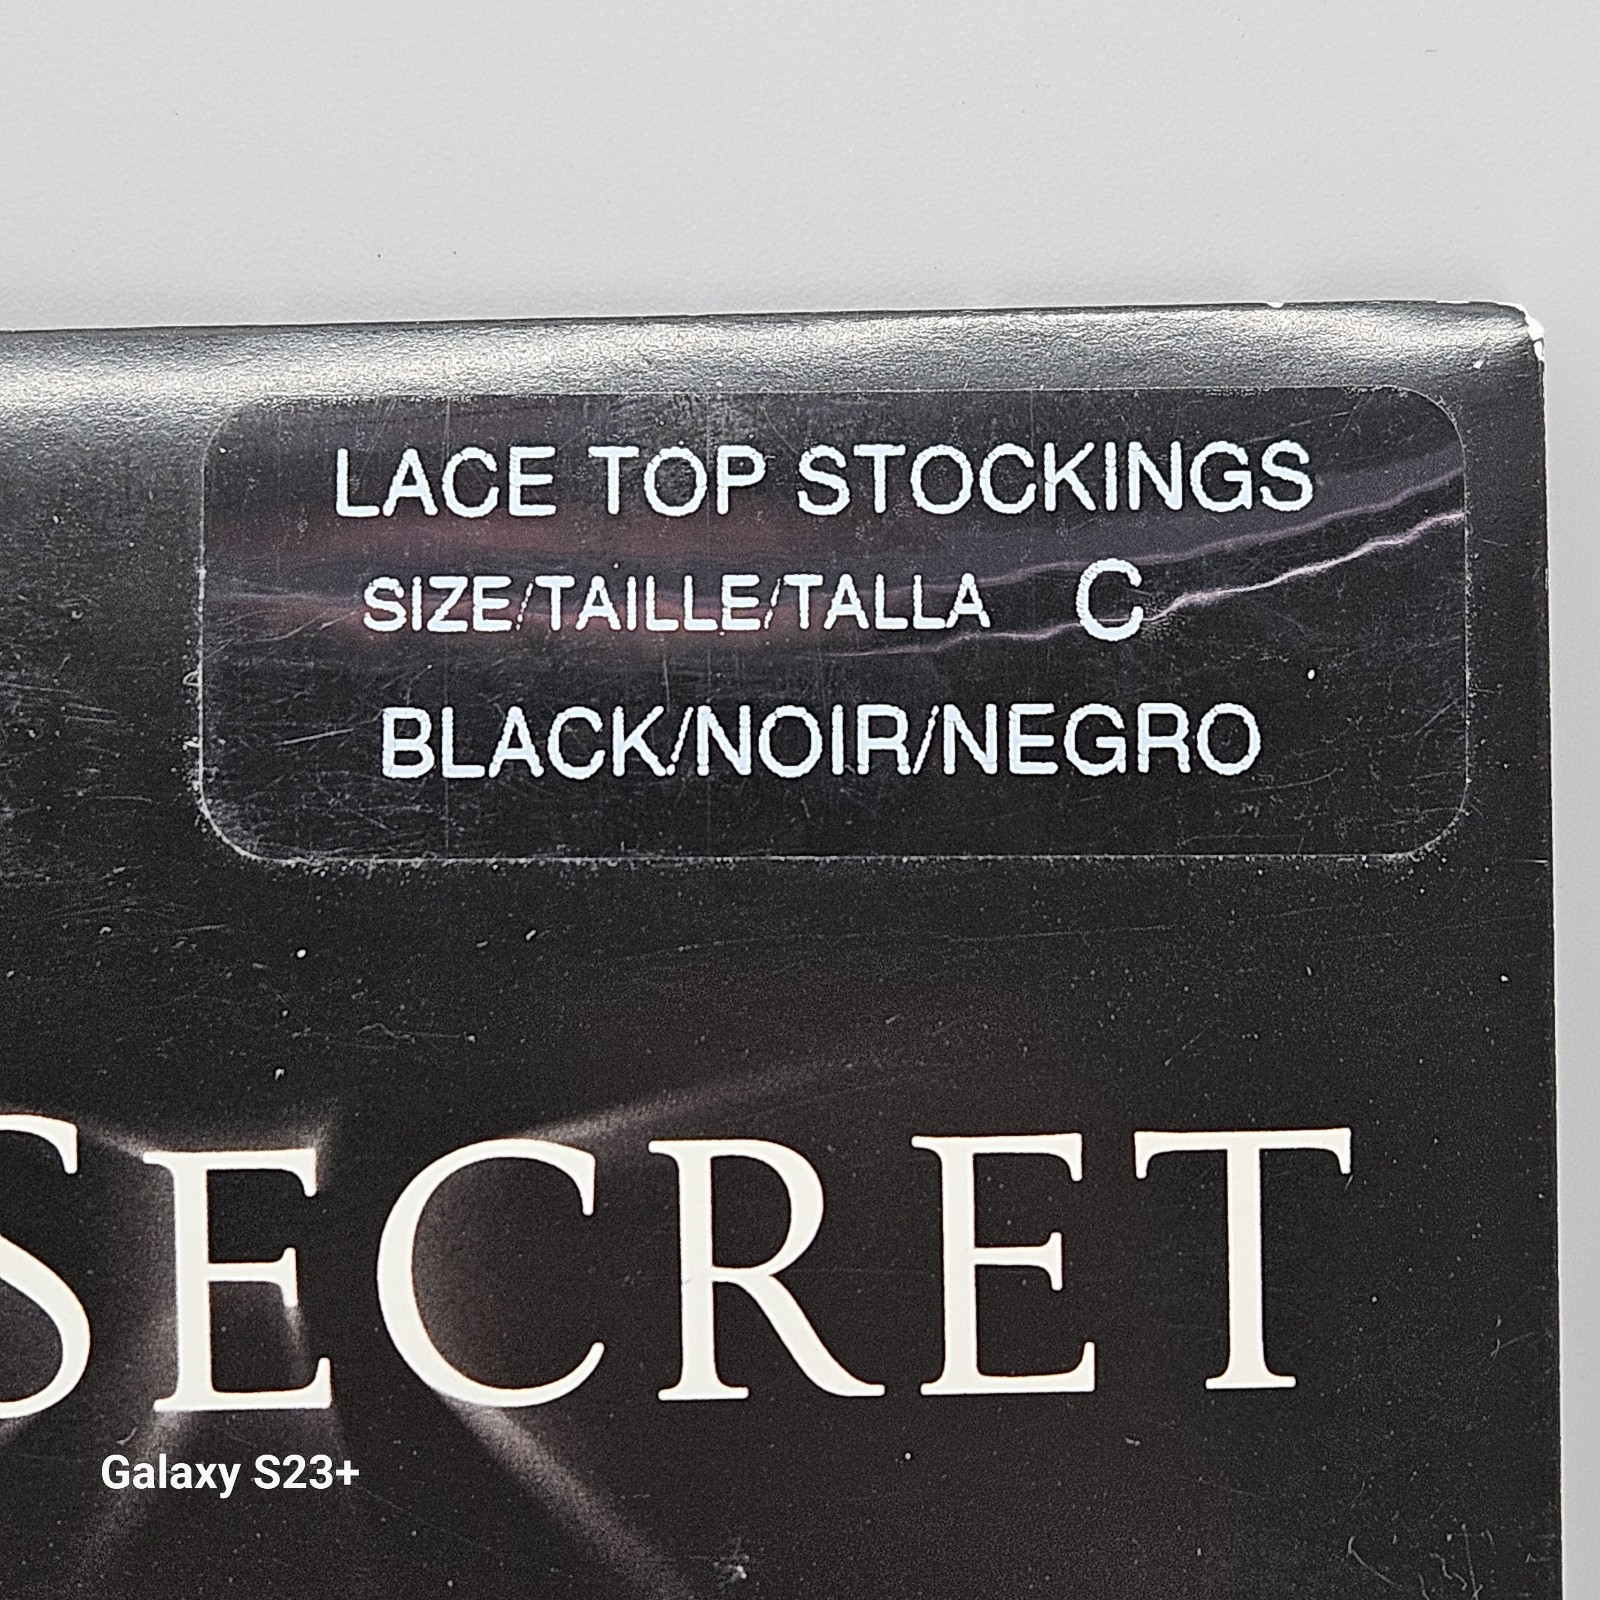 LACE TOP STOCKINGS
SIZE/TAILLE/TALLA C
BLACK/NOIR/NEGRO
SECRET
Galaxy S23+